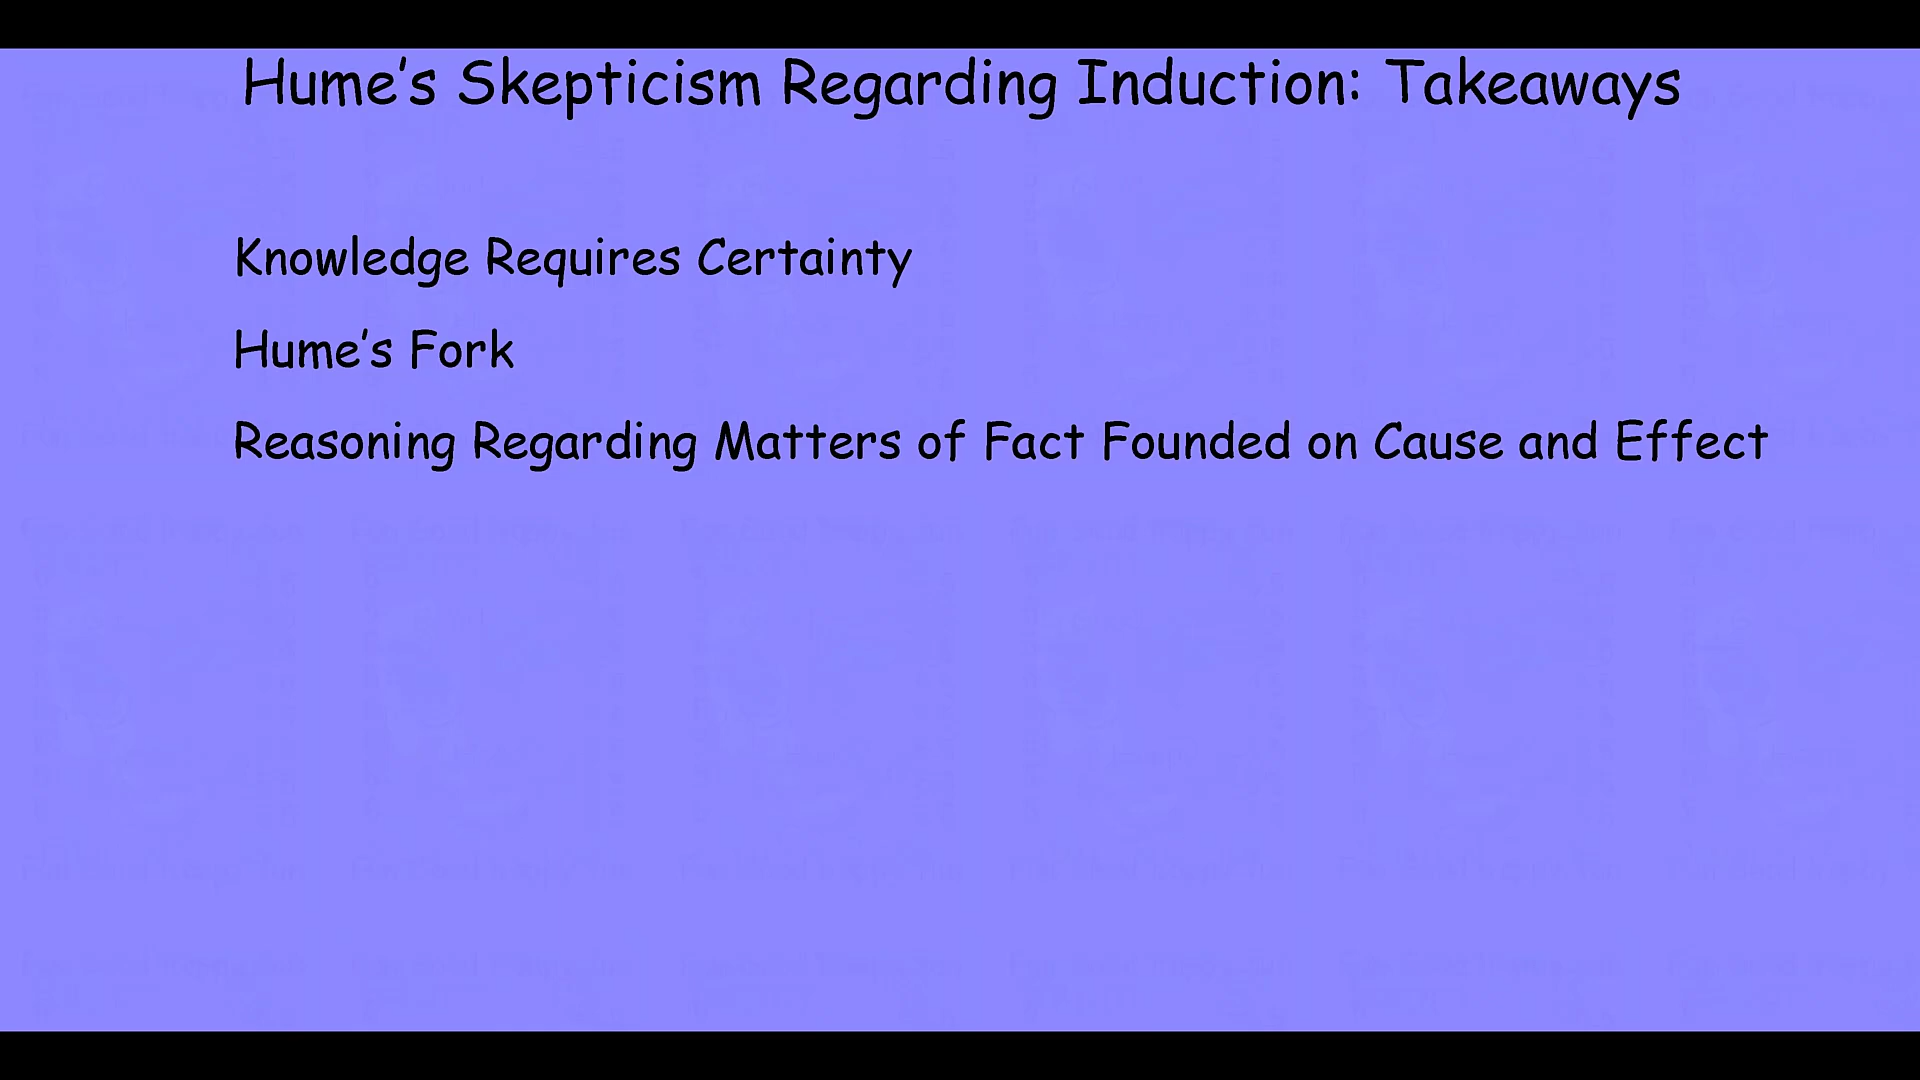 Hume’s Skepticism Regarding Induction: Takeaways
Knowledge Requires Certainty
Hume’s Fork
Reasoning Regarding Matters of Fact Founded on Cause and Effect